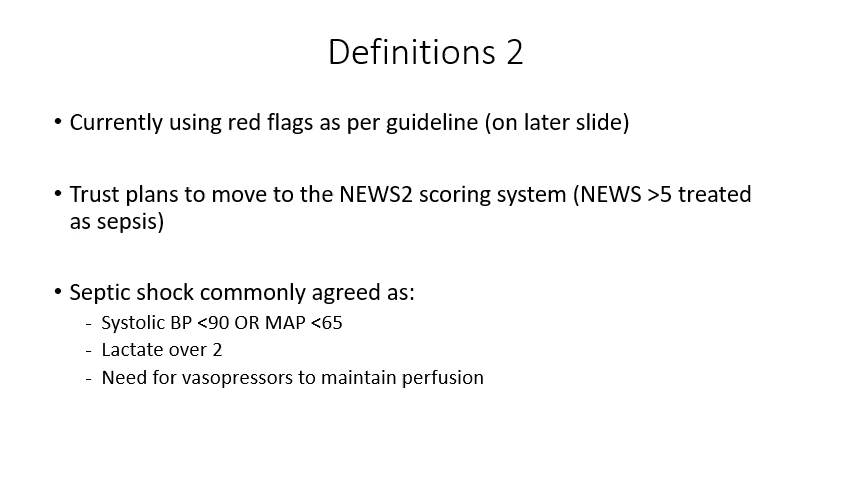 Definitions 2
• Currently using red flags as per guideline (on later slide)
• Trust plans to move to the NEWS2 scoring system (NEWS >5 treated
as sepsis)
• Septic shock commonly agreed as:
- Systolic BP <90 OR MAP <65
- Lactate over 2
- Need for vasopressors to maintain perfusion